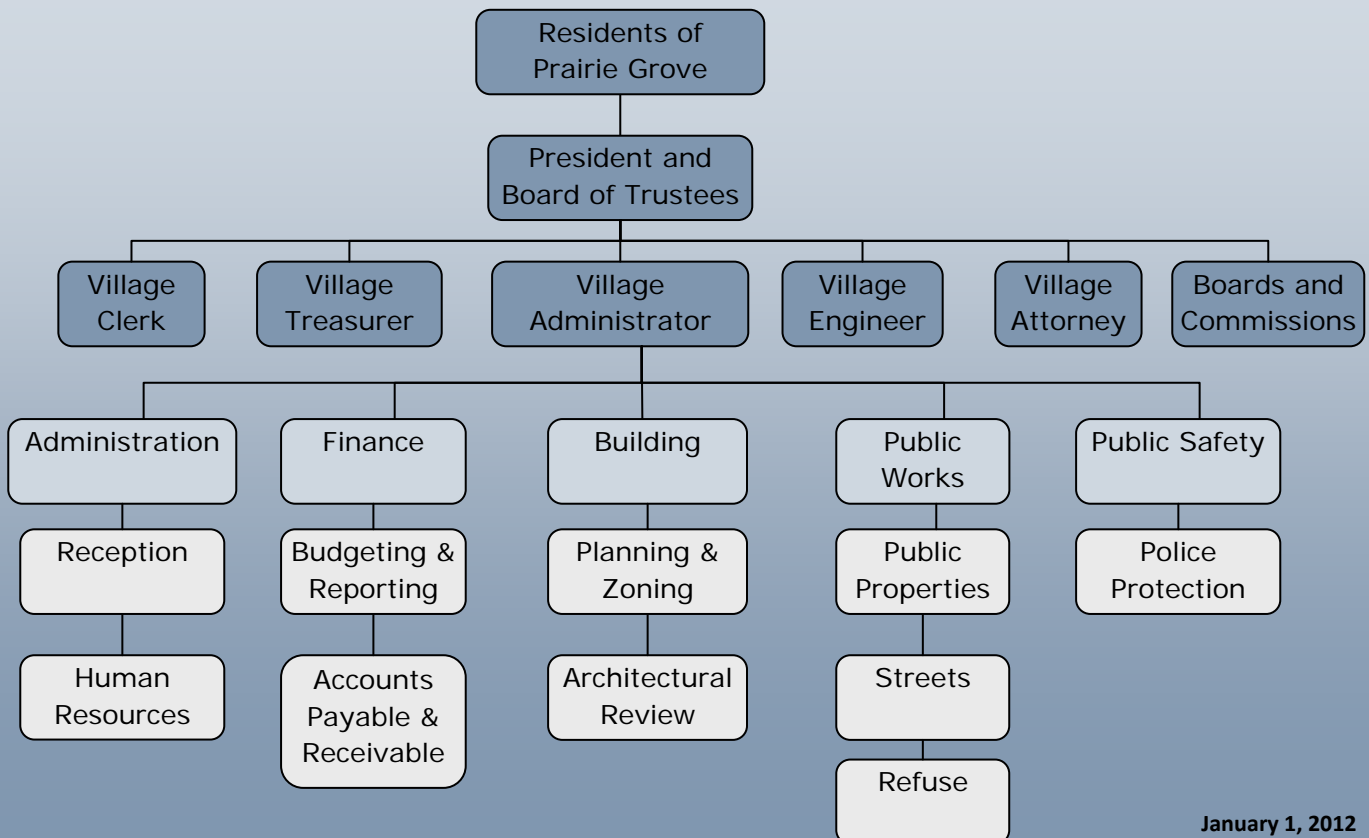 Residents of
Prairie Grove
President and
Board of Trustees
Village
Clerk
Village
Treasurer
Village
Administrator
Village
Engineer
Village
Attorney
Boards and
Commissions
Administration
Finance
Building
Public
Works
Public Safety
Reception
Budgeting &
Reporting
Planning &
Zoning
Public
Properties
Police
Protection
Human
Resources
Accounts
Payable &
Receivable
Architectural
Review
Streets
Refuse
January 1, 2012